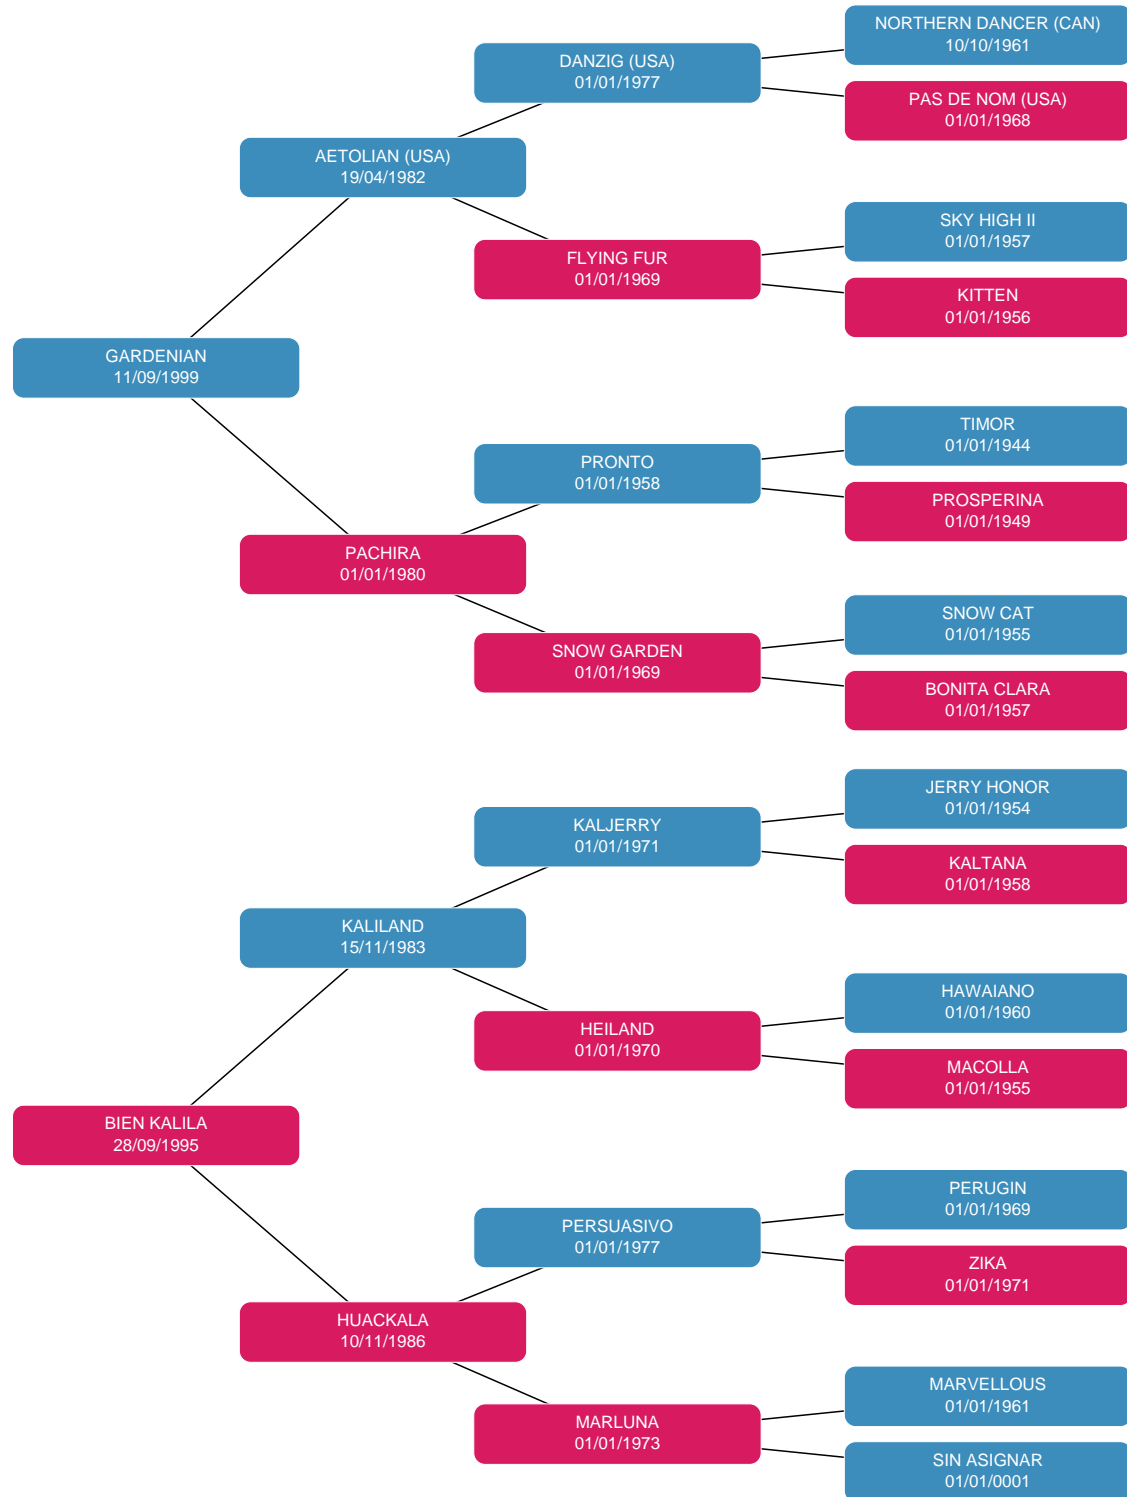 NORTHERN DANCER (CAN)
10/10/1961
DANZIG (USA)
01/01/1977
PAS DE NOM (USA)
01/01/1968
AETOLIAN (USA)
19/04/1982
SKY HIGH II
01/01/1957
FLYING FUR
01/01/1969
KITTEN
01/01/1956
GARDENIAN
11/09/1999
TIMOR
01/01/1944
PRONTO
01/01/1958
PROSPERINA
01/01/1949
PACHIRA
01/01/1980
SNOW CAT
01/01/1955
SNOW GARDEN
01/01/1969
BONITA CLARA
01/01/1957
JERRY HONOR
01/01/1954
KALJERRY
01/01/1971
KALTANA
01/01/1958
KALILAND
15/11/1983
HAWAIANO
01/01/1960
HEILAND
01/01/1970
MACOLLA
01/01/1955
BIEN KALILA
28/09/1995
PERUGIN
01/01/1969
PERSUASIVO
01/01/1977
ZIKA
01/01/1971
HUACKALA
10/11/1986
MARVELLOUS
01/01/1961
MARLUNA
01/01/1973
SIN ASIGNAR
01/01/0001